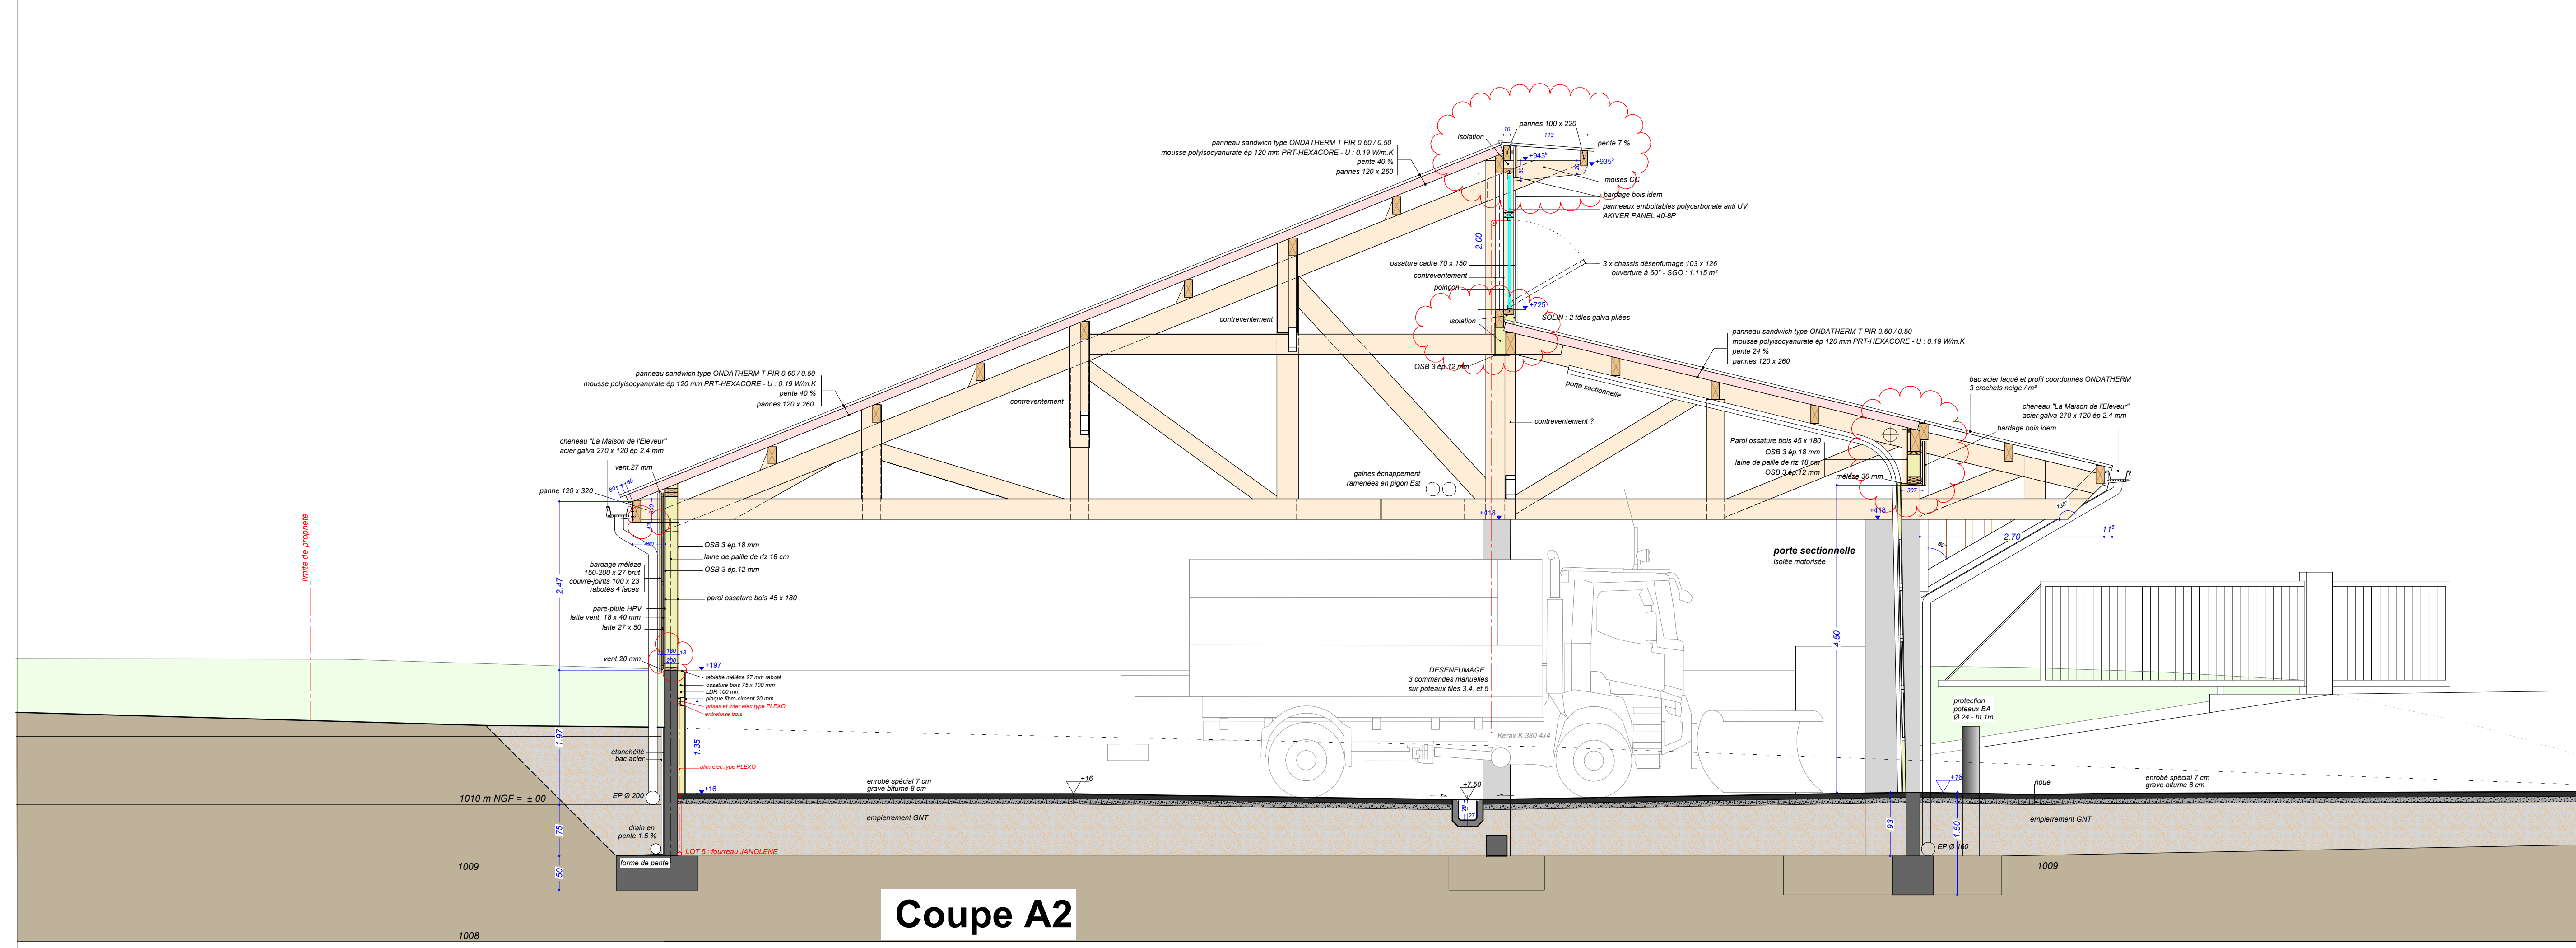 pannes 100 x 220
10
113
isolation
pente 7 %
panneau sandwich type ONDATHERM T PIR 0.60 / 0.50
mousse polyisocyanurate ép 120 mm PRT-HEXACORE - U : 0.19 W/m.K
pente 40 %
pannes 120 x 260
+943⁵
+935⁵
30
20
moises CC
bardage bois idem
panneaux emboitables polycarbonate anti UV
AKIVER PANEL 40-8P
2.00
ossature cadre 70 x 150
3 x chassis désenfumage 103 x 126
ouverture à 60° - SGO : 1.115 m²
contreventement
poinçon
+725
isolation
SOLIN : 2 tôles galva pliées
contreventement
OSB 3 ép.12 mm
panneau sandwich type ONDATHERM T PIR 0.60 / 0.50
mousse polyisocyanurate ép 120 mm PRT-HEXACORE - U : 0.19 W/m.K
pente 24 %
pannes 120 x 260
porte sectionnelle
panneau sandwich type ONDATHERM T PIR 0.60 / 0.50
mousse polyisocyanurate ép 120 mm PRT-HEXACORE - U : 0.19 W/m.K
pente 40 %
pannes 120 x 260
contreventement
bac acier laqué et profil coordonnés ONDATHERM
3 crochets neige / m²
cheneau "La Maison de l'Eleveur"
acier galva 270 x 120 ép 2.4 mm
bardage bois idem
contreventement ?
Paroi ossature bois 45 x 180
OSB 3 ép.18 mm
laine de paille de riz 18 cm
OSB 3 ép.12 mm
mélèze 30 mm
307
cheneau "La Maison de l'Eleveur"
acier galva 270 x 120 ép 2.4 mm
vent.27 mm
80
60
panne 120 x 320
gaines échappement
ramenées en pigon Est
+418
+418
135°
60°
11⁵
2.70
480
limite de propriété
OSB 3 ép.18 mm
laine de paille de riz 18 cm
OSB 3 ép.12 mm
bardage mélèze
150-200 x 27 brut
couvre-joints 100 x 23
rabotés 4 faces
2.47
paroi ossature bois 45 x 180
pare-pluie HPV
latte vent. 18 x 40 mm
latte 27 x 50
vent.20 mm
180
18
200
+197
tablette mélèze 27 mm raboté
ossature bois 75 x 100 mm
LDR 100 mm
plaque fibro-ciment 20 mm
prises et inter.elec.type PLEXO
entretoise bois
porte sectionnelle
isolée motorisée
4.50
DESENFUMAGE :
3 commandes manuelles
sur poteaux files 3.4. et 5
Kerax K 380 4x4
protection
poteaux BA
Ø 24 - ht 1m
1.97
1.35
étanchéité
bac acier
alim.elec.type PLEXO
EP Ø 200
+16
enrobé spécial 7 cm
grave bitume 8 cm
+16
+7.50
28
27
+18
noue
enrobé spécial 7 cm
grave bitume 8 cm
1010 m NGF = ± 00
empierrement GNT
empierrement GNT
75
drain en
pente 1.5 %
93
1.50
LOT 5 : fourreau JANOLENE
EP Ø 160
forme de pente
50
1009
1009
Coupe A2
1008